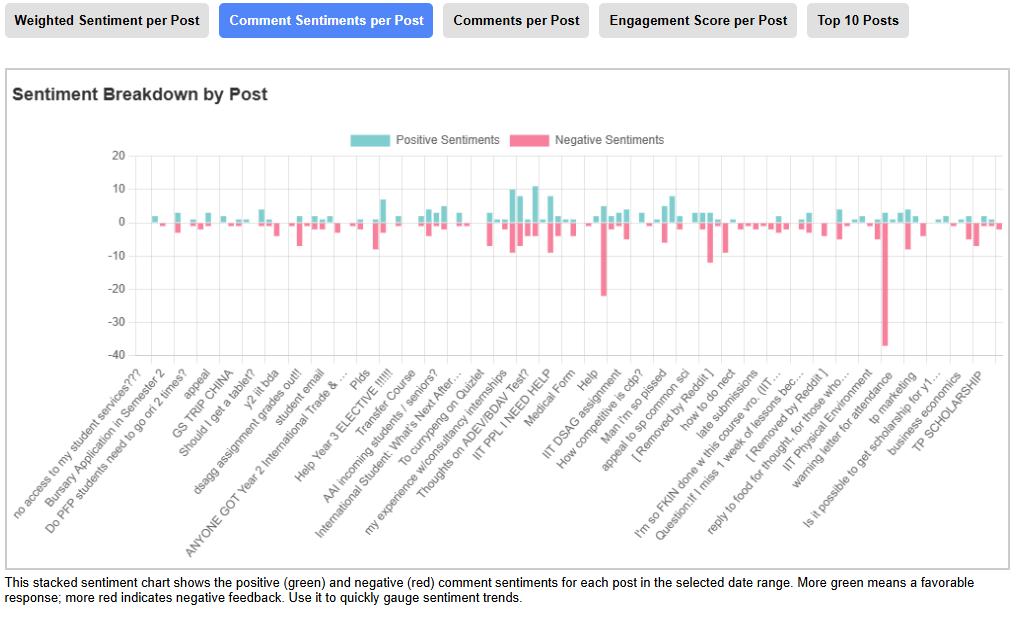 Weighted Sentiment per Post
Comment Sentiments per Post
Comments per Post
Engagement Score per Post
Top 10 Posts
Sentiment Breakdown by Post
Positive Sentiments
Negative Sentiments
20
10
0
-10
-20
-30
-40
no access to my student services???
Bursary Application in Semester 2
Do PFP students need to go ori 2 times?
appeal
GS TRIP CHINA
Should I get a tablet?
y2 iit bda
dsagg assignment grades out!!
student email
ANYONE GOT Year 2 International Trade & ...
Plds
Help Year 3 ELECTIVE !!!!!!
Transfer Course
AAI incoming students / seniors?
International Student: What's Next After...
To currypeng on Quizlet
my experience w/consultancy internships
Thoughts on ADEV/BDAV Test?
IIT PPL I NEED HELP
Medical Form
Help
IIT DSAG assignment
How competitive is cdp?
Man i'm so pissed
appeal to sp common sci
[ Removed by Reddit ]
how to do nect
late submissions
I'm so FKIN done w this course vro. (IIT...
Question:If I miss 1 week of lessons bec...
[ Removed by Reddit ]
reply to food for thought, for those who...
IIT Physical Enviroment
warning letter for attendance
tp marketing
Is it possible to get scholarship for y1...
business economics
TP SCHOLARSHIP
This stacked sentiment chart shows the positive (green) and negative (red) comment sentiments for each post in the selected date range. More green means a favorable
response; more red indicates negative feedback. Use it to quickly gauge sentiment trends.